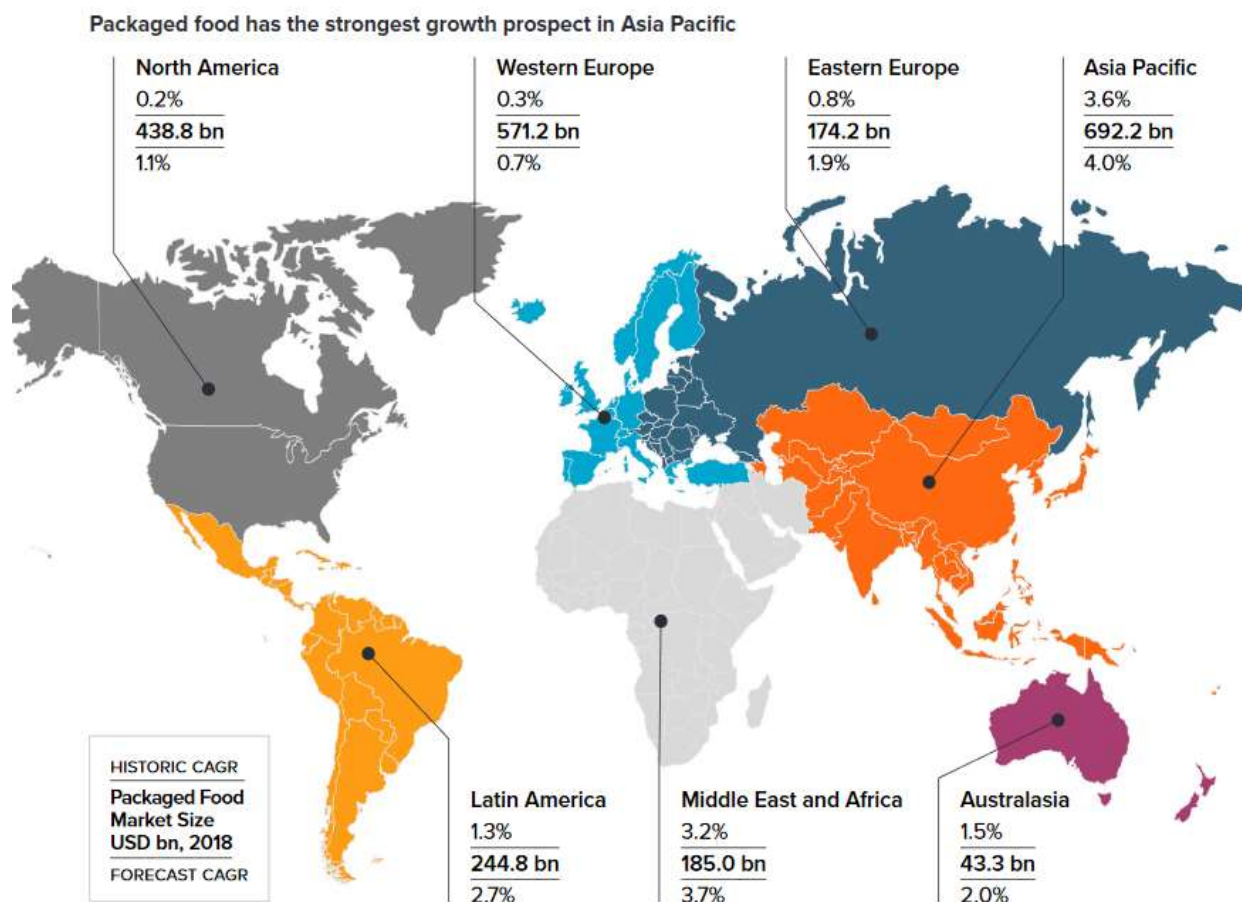 Packaged food has the strongest growth prospect in Asia Pacific
North America
0.2%
438.8 bn
1.1%
Western Europe
0.3%
571.2 bn
0.7%
Eastern Europe
0.8%
174.2 bn
1.9%
Asia Pacific
3.6%
692.2 bn
4.0%
HISTORIC CAGR
Packaged Food
Market Size
USD bn, 2018
FORECAST CAGR
Latin America
1.3%
244.8 bn
2.7%
Middle East and Africa
3.2%
185.0 bn
3.7%
Australasia
1.5%
43.3 bn
2.0%